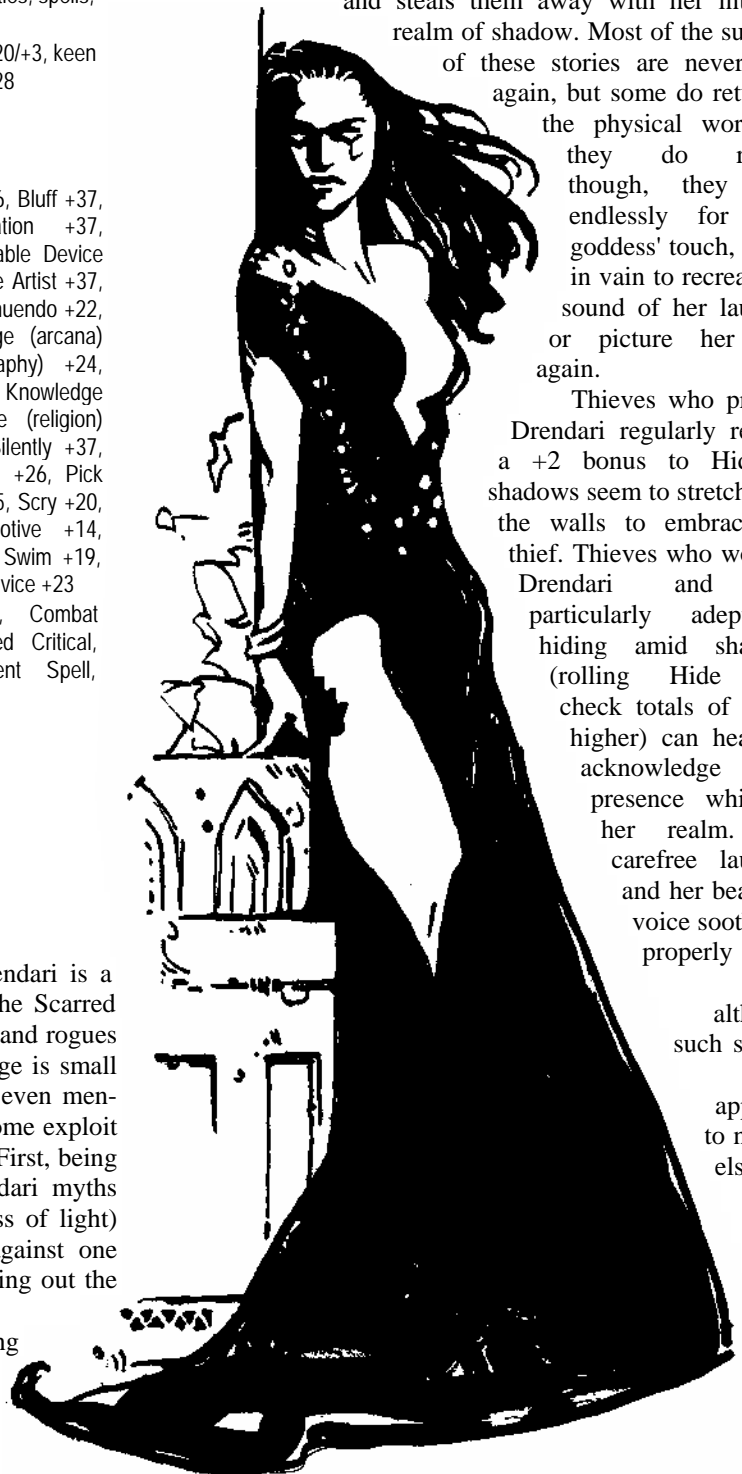 spells,
20/+3, keen
28
6, Bluff +37,
ation +37,
able Device
e Artist +37,
nuendo +22,
ge (arcana)
aphy) +24,
Knowledge
e (religion)
Silently +37,
+26, Pick
5, Scry +20,
otive +14,
Swim +19,
vice +23
, Combat
ed Critical,
ent Spell,
endari is a
he Scarred
and rogues
ge is small
even men-
ome exploit
First, being
dari myths
ss of light)
gainst one
ing out the
ng
and steals them away with her int
realm of shadow. Most of the su
of these stories are never
again, but some do ret
the physical wor
they do r
though, they
endlessly for
goddess' touch,
in vain to recrea
sound of her lau
or picture her
again.
Thieves who pr
Drendari regularly re
a +2 bonus to Hid
shadows seem to stretch
the walls to embrac
thief. Thieves who wo
Drendari and
particularly adep
hiding amid sha
(rolling Hide
check totals of
higher) can hea
acknowledge
presence whi
her realm.
carefree lau
and her bea
voice soot
properly
alt
such s
app
to n
els